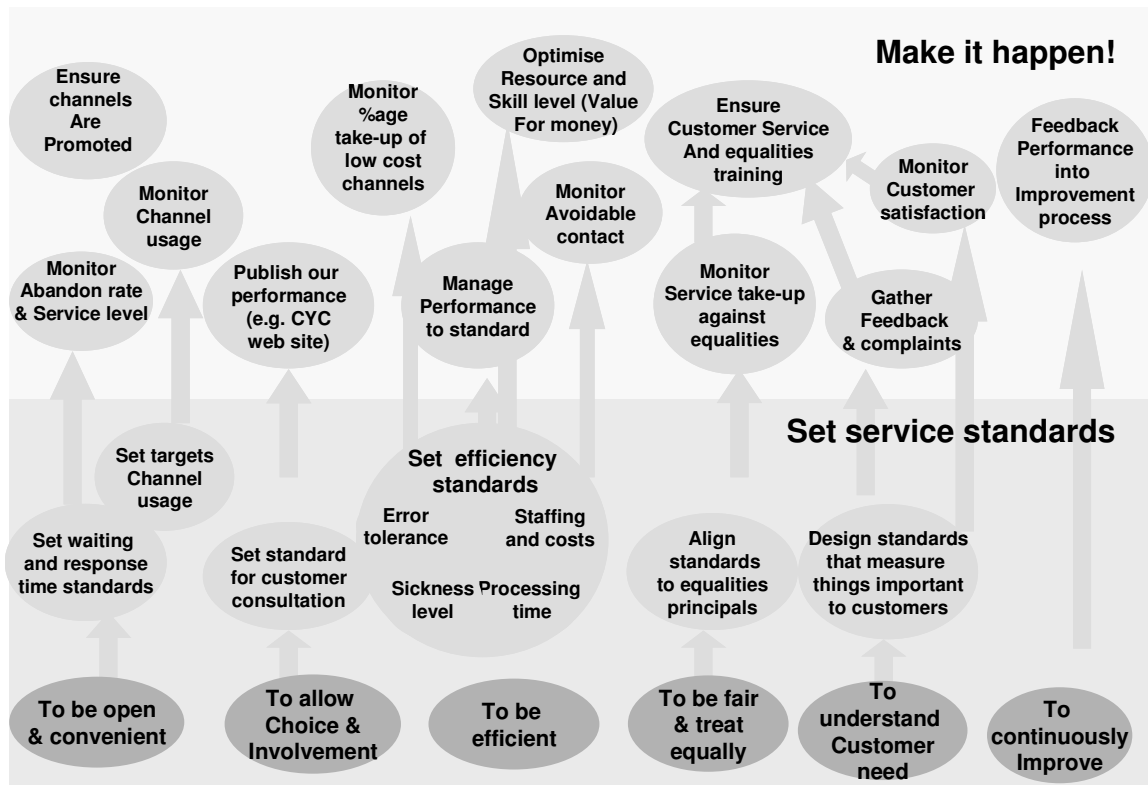 Make it happen!
Ensure
channels
Are
Promoted
Monitor
Channel
usage
Monitor
Abandon rate
& Service level
Publish our
performance
(e.g. CYC
web site)
Monitor
%age
take-up of
low cost
channels
Optimise
Resource and
Skill level (Value
For money)
Monitor
Avoidable
contact
Manage
Performance
to standard
Ensure
Customer Service
And equalities
training
Monitor
Customer
satisfaction
Feedback
Performance
into
Improvement
process
Monitor
Service take-up
against
equalities
Gather
Feedback
& complaints
Set service standards
Set targets
Channel
usage
Set waiting
and response
time standards
Set standard
for customer
consultation
Set efficiency
standards
Error
tolerance
Staffing
and costs
Sickness
level
Processing
time
Align
standards
to equalities
principals
Design standards
that measure
things important
to customers
To be open
& convenient
To allow
Choice &
Involvement
To be
efficient
To be fair
& treat
equally
To
understand
Customer
need
To
continuously
Improve